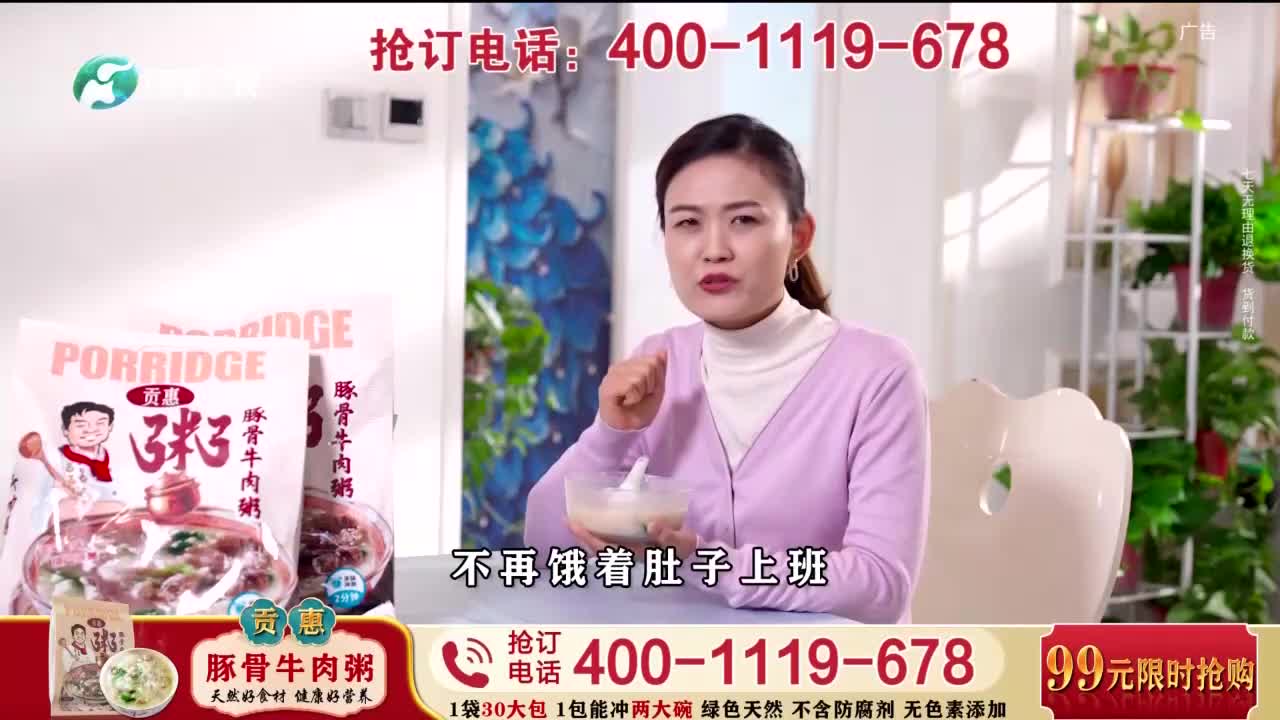 抢订电话：400-1119-678
广告
七天无理由退换货 货到付款
PORRIDGE
PORRIDGE
贡惠
粥
豚骨牛肉粥
豚骨牛肉粥
2分钟
不再饿着肚子上班
贡惠
豚骨牛肉粥
天然好食材 健康好营养
抢订电话 400-1119-678
99元限时抢购
1袋30大包 1包能冲两大碗 绿色天然 不含防腐剂 无色素添加